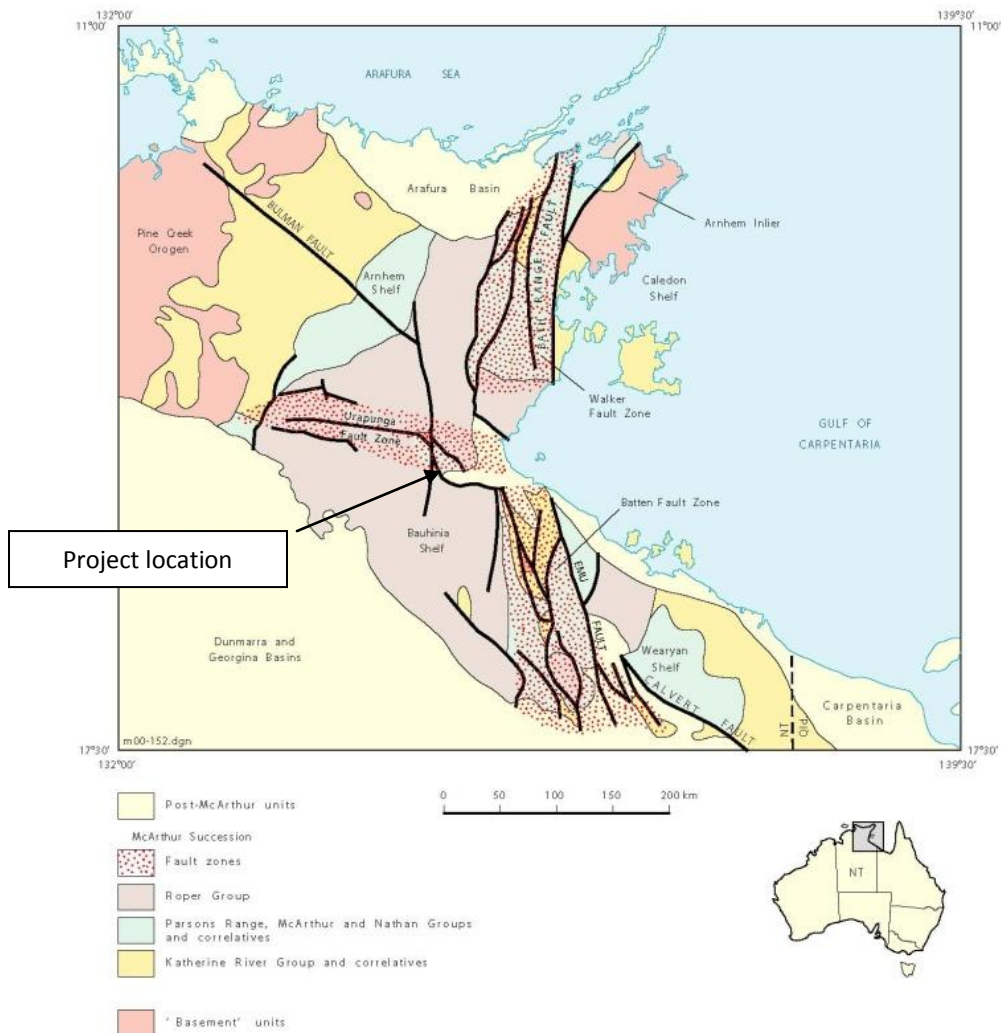 132°00'
139°30'
11°00'
11°00'
ARAFURA SEA
Arafura Basin
BULMAN FAULT
Pine Creek
Orogen
Arnhem
Shelf
BATH RANGE FAULT
Arnhem Inlier
Caledon
Shelf
Walker
Fault Zone
Urapunga
Fault Zone
GULF OF
CARPENTARIA
Project location
Bauhinia
Shelf
Batten Fault Zone
EMU
FAULT
Dunmarra and
Georgina Basins
Wearyan
Shelf
CALVERT FAULT
Carpentaria
Basin
NT
Qld
m00-152.dgn
17°30'
17°30'
132°00'
139°30'
0 50 100 150 200 km
Post-McArthur units
McArthur Succession
Fault zones
Roper Group
Parsons Range, McArthur and Nathan Groups
and correlatives
Katherine River Group and correlatives
'Basement' units
NT